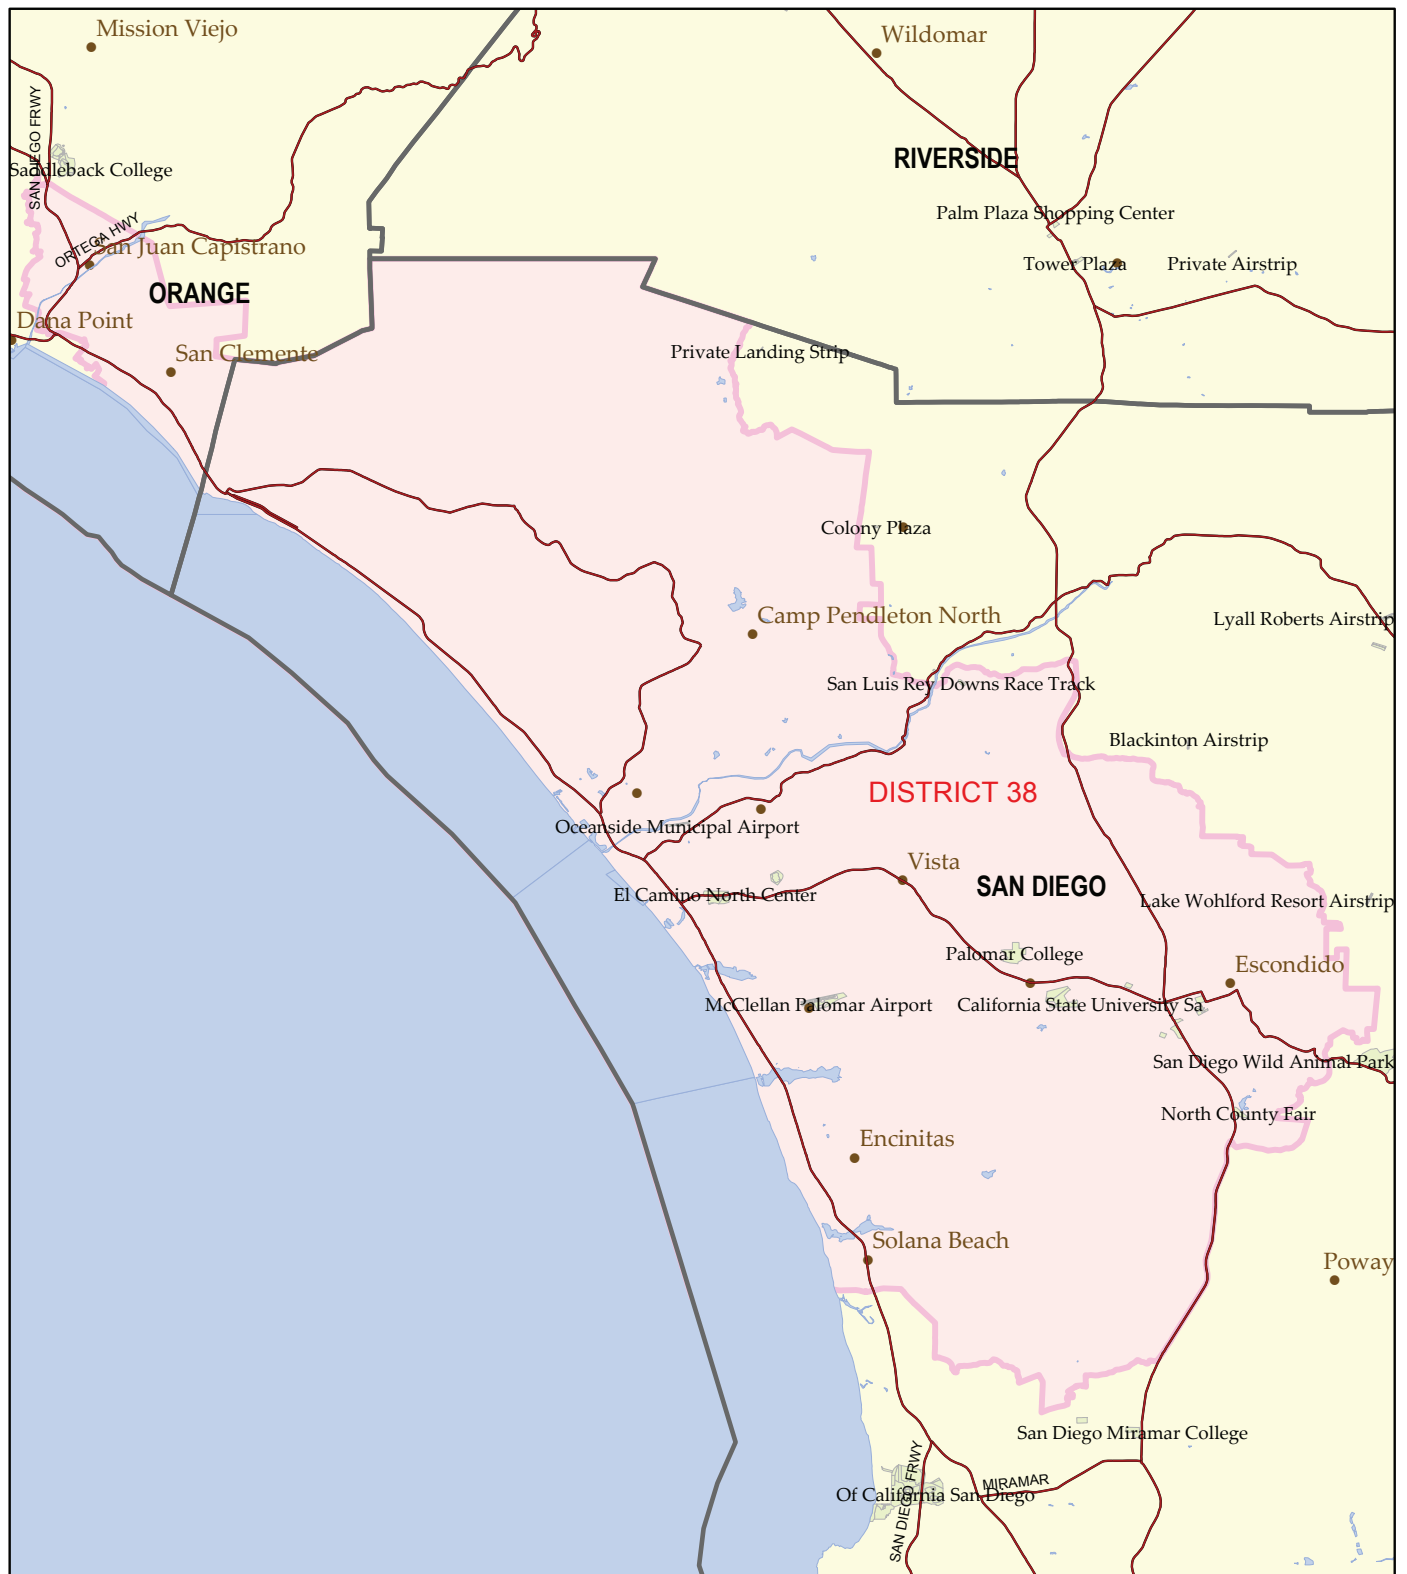 Mission Viejo
Wildomar
SAN DIEGO FRWY
RIVERSIDE
Saddleback College
Palm Plaza Shopping Center
ORTEGA HWY
San Juan Capistrano
Tower Plaza
Private Airstrip
ORANGE
Dana Point
San Clemente
Private Landing Strip
Colony Plaza
Camp Pendleton North
Lyall Roberts Airstrip
San Luis Rey Downs Race Track
Blackinton Airstrip
DISTRICT 38
Oceanside Municipal Airport
Vista
SAN DIEGO
El Camino North Center
Lake Wohlford Resort Airstrip
Palomar College
Escondido
McClellan Palomar Airport
California State University Sa
San Diego Wild Animal Park
North County Fair
Encinitas
Solana Beach
Poway
San Diego Miramar College
MIRAMAR
Of California San Diego
SAN DIEGO FRWY